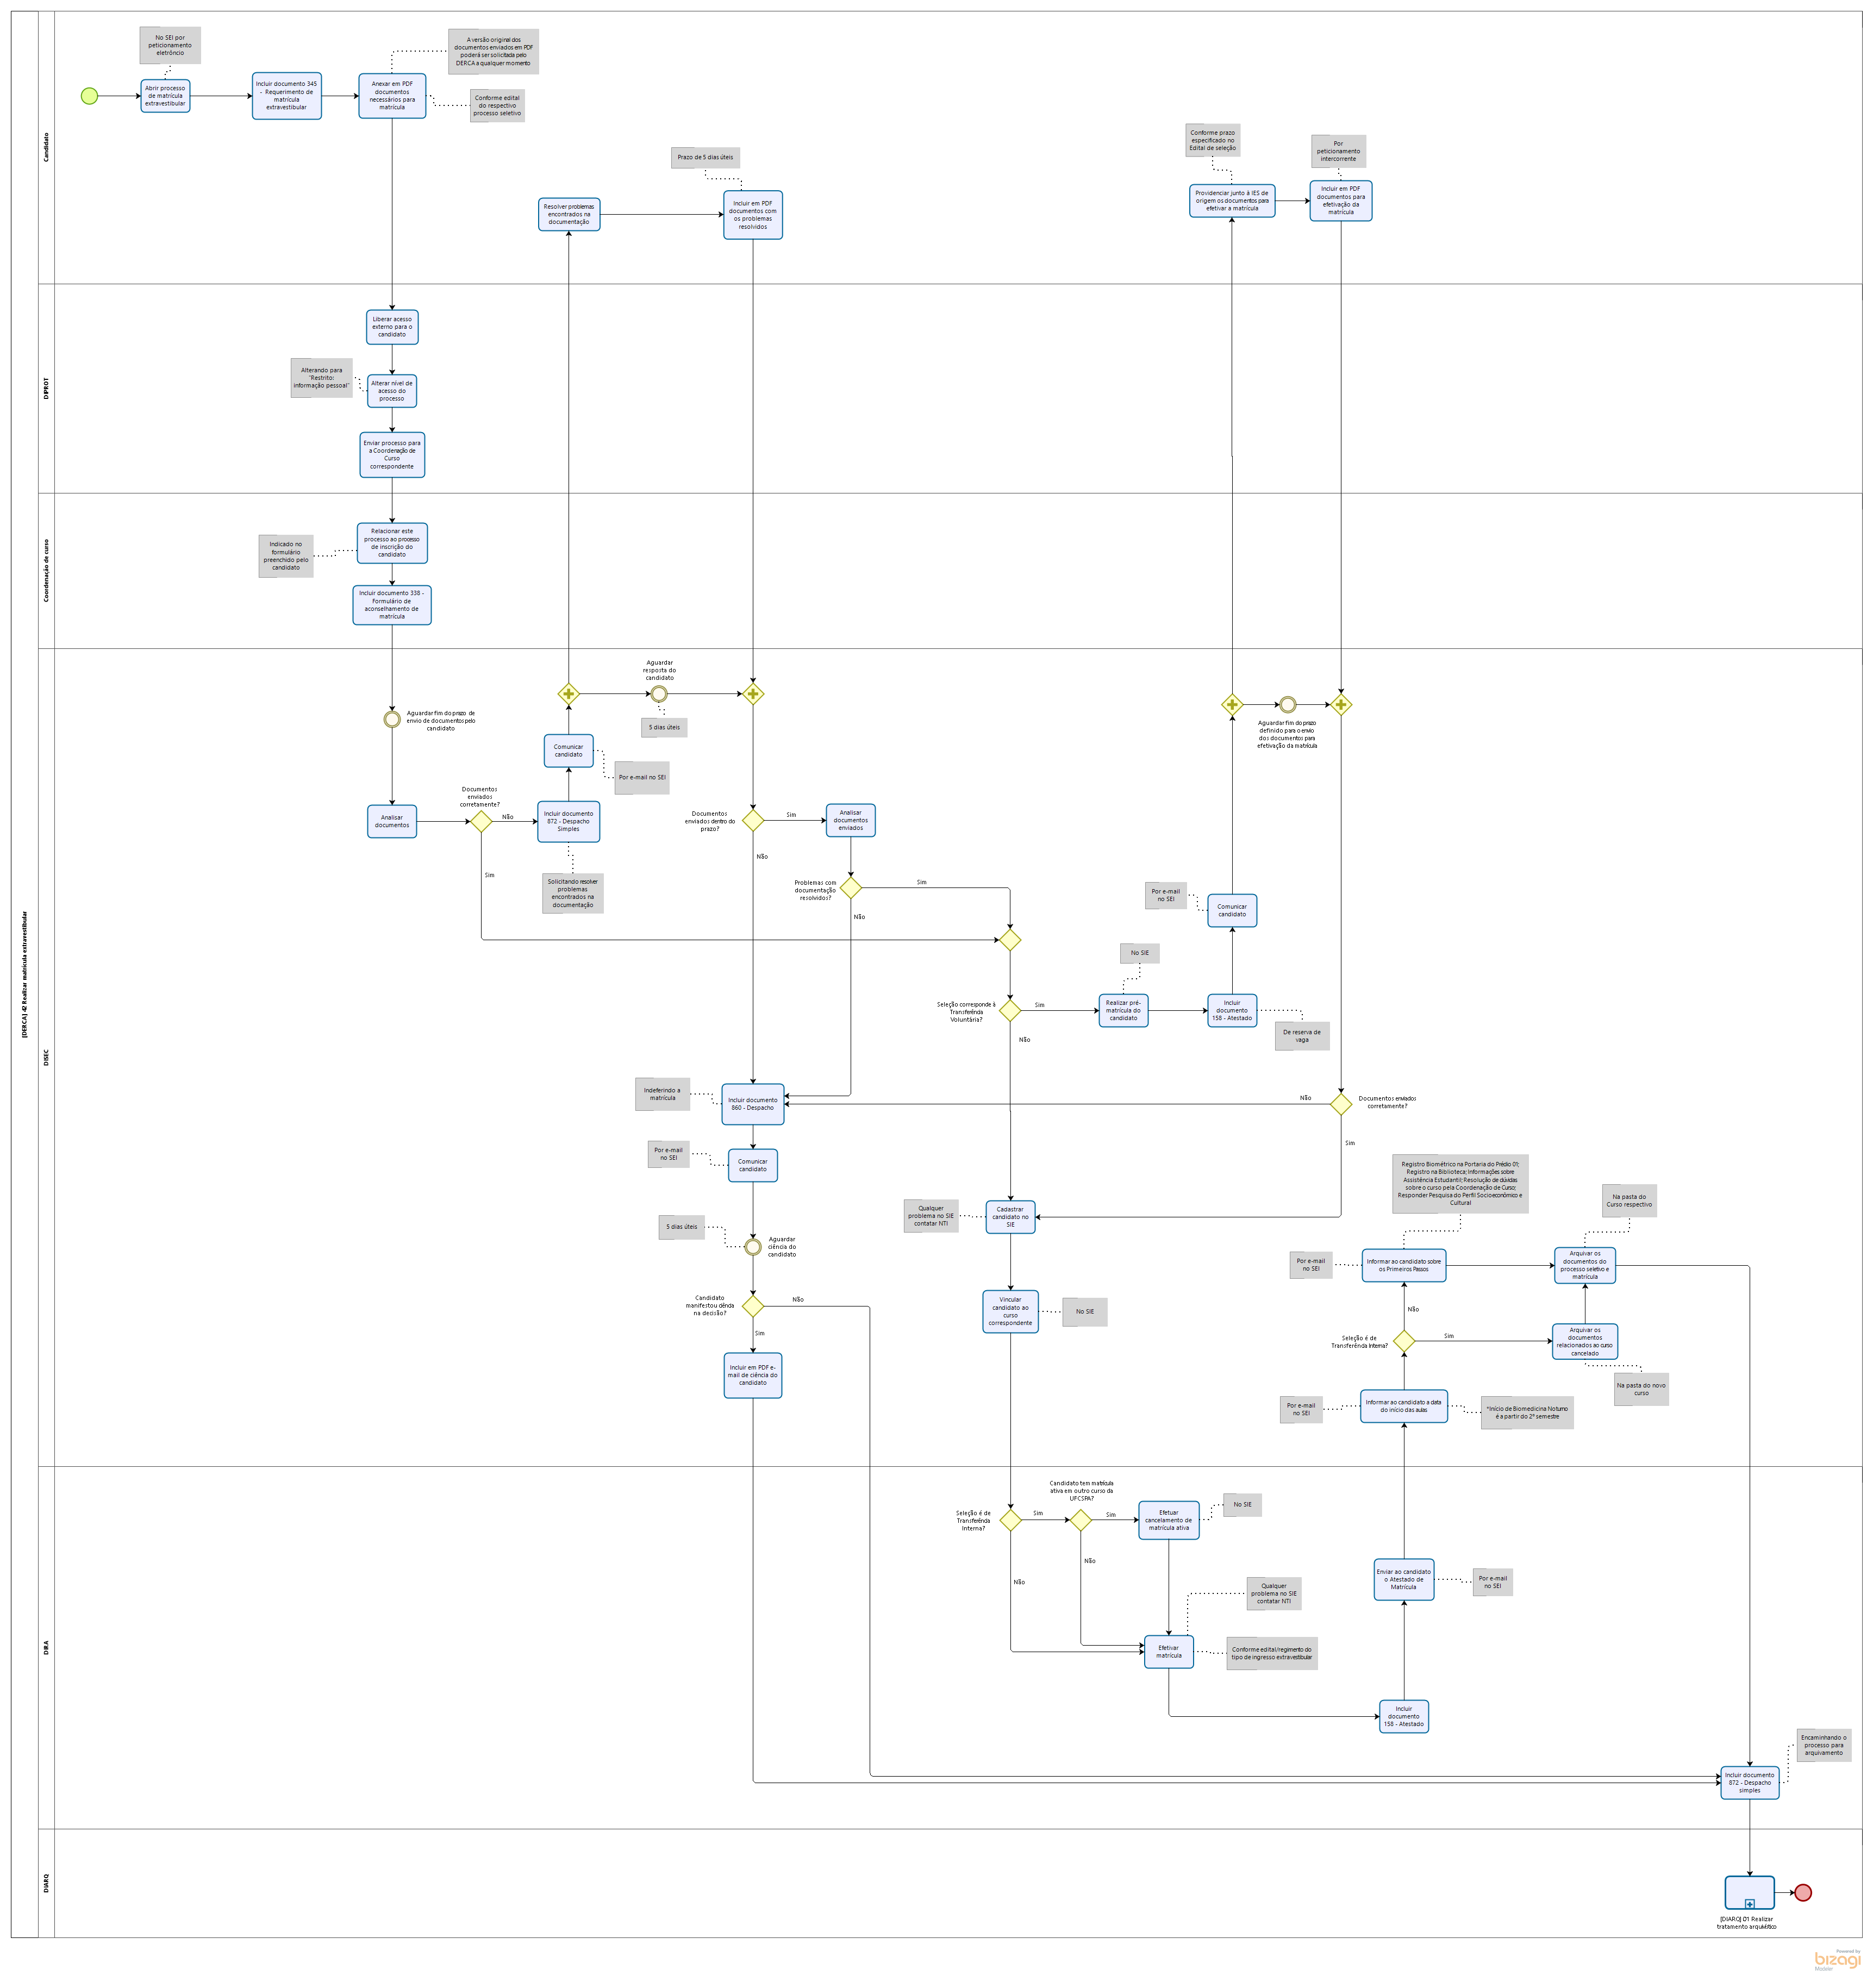 [DERCA] 42 Realizar matrícula extravestibular
Candidato
No SEI por
peticionamento
eletrôncio
Abrir processo
de matrícula
extravestibular
Incluir documento 345
- Requerimento de
matrícula
extravestibular
Anexar em PDF
documentos
necessários para
matrícula
A versão original dos
documentos enviados em PDF
poderá ser solicitada pelo
DERCA a qualquer momento
Conforme edital
do respectivo
processo seletivo
Resolver problemas
encontrados na
documentação
Prazo de 5 dias úteis
Incluir em PDF
documentos com
os problemas
resolvidos
Conforme prazo
especificado no
Edital de seleção
Providenciar junto à IES de
origem os documentos para
efetivar a matrícula
Por
peticionamento
intercorrente
Incluir em PDF
documentos para
efetivação da
matrícula
DIPROT
Liberar acesso
externo para o
candidato
Alterando para
"Restrito:
informação pessoal"
Alterar nível de
acesso do
processo
Enviar processo para
a Coordenação de
Curso
correspondente
Coordenação de curso
Relacionar este
processo ao processo
de inscrição do
candidato
Indicado no
formulário
preenchido pelo
candidato
Incluir documento 338 -
Formulário de
aconselhamento de
matrícula
DISEC
Aguardar fim do prazo de
envio de documentos pelo
candidato
Analisar
documentos
Documentos
enviados
corretamente?
Não
Sim
Incluir documento
872 - Despacho
Simples
Solicitando resolver
problemas
encontrados na
documentação
Comunicar
candidato
Por e-mail no SEI
Aguardar
resposta do
candidato
5 dias úteis
Documentos
enviados dentro do
prazo?
Sim
Não
Analisar
documentos
enviados
Problemas com
documentação
resolvidos?
Sim
Não
Seleção corresponde à
Transferência
Voluntária?
Sim
Não
No SIE
Realizar pré-
matrícula do
candidato
Incluir
documento
158 - Atestado
De reserva de
vaga
Por e-mail
no SEI
Comunicar
candidato
Aguardar fim do prazo
definido para o envio
dos documentos para
efetivação da matrícula
Documentos enviados
corretamente?
Não
Sim
Indeferindo a
matrícula
Incluir documento
860 - Despacho
Por e-mail
no SEI
Comunicar
candidato
5 dias úteis
Aguardar
ciência do
candidato
Candidato
manifestou ciência
na decisão?
Não
Sim
Incluir em PDF e-
mail de ciência do
candidato
Qualquer
problema no SIE
contatar NTI
Cadastrar
candidato no
SIE
Vincular
candidato ao
curso
correspondente
No SIE
Registro Biométrico na Portaria do Prédio 01;
Registro na Biblioteca; Informações sobre
Assistência Estudantil; Resolução de dúvidas
sobre o curso pela Coordenação de Curso;
Responder Pesquisa do Perfil Socioeconômico e
Cultural
Por e-mail
no SEI
Informar ao candidato sobre
os Primeiros Passos
Na pasta do
Curso respectivo
Arquivar os
documentos do
processo seletivo e
matrícula
Não
Seleção é de
Transferência Interna?
Sim
Arquivar os
documentos
relacionados ao curso
cancelado
Na pasta do novo
curso
Por e-mail
no SEI
Informar ao candidato a data
do início das aulas
*Início de Biomedicina Noturno
é a partir do 2º semestre
DIRA
Seleção é de
Transferência
Interna?
Sim
Não
Candidato tem matrícula
ativa em outro curso da
UFCSPA?
Sim
Não
Efetuar
cancelamento de
matrícula ativa
No SIE
Qualquer
problema no SIE
contatar NTI
Efetivar
matrícula
Conforme edital/regimento do
tipo de ingresso extravestibular
Enviar ao candidato
o Atestado de
Matrícula
Por e-mail
no SEI
Incluir
documento
158 - Atestado
Encaminhando o
processo para
arquivamento
Incluir documento
872 - Despacho
simples
DIARQ
[DIARQ] 01 Realizar
tratamento arquivístico
Powered by
bizagi
Modeler